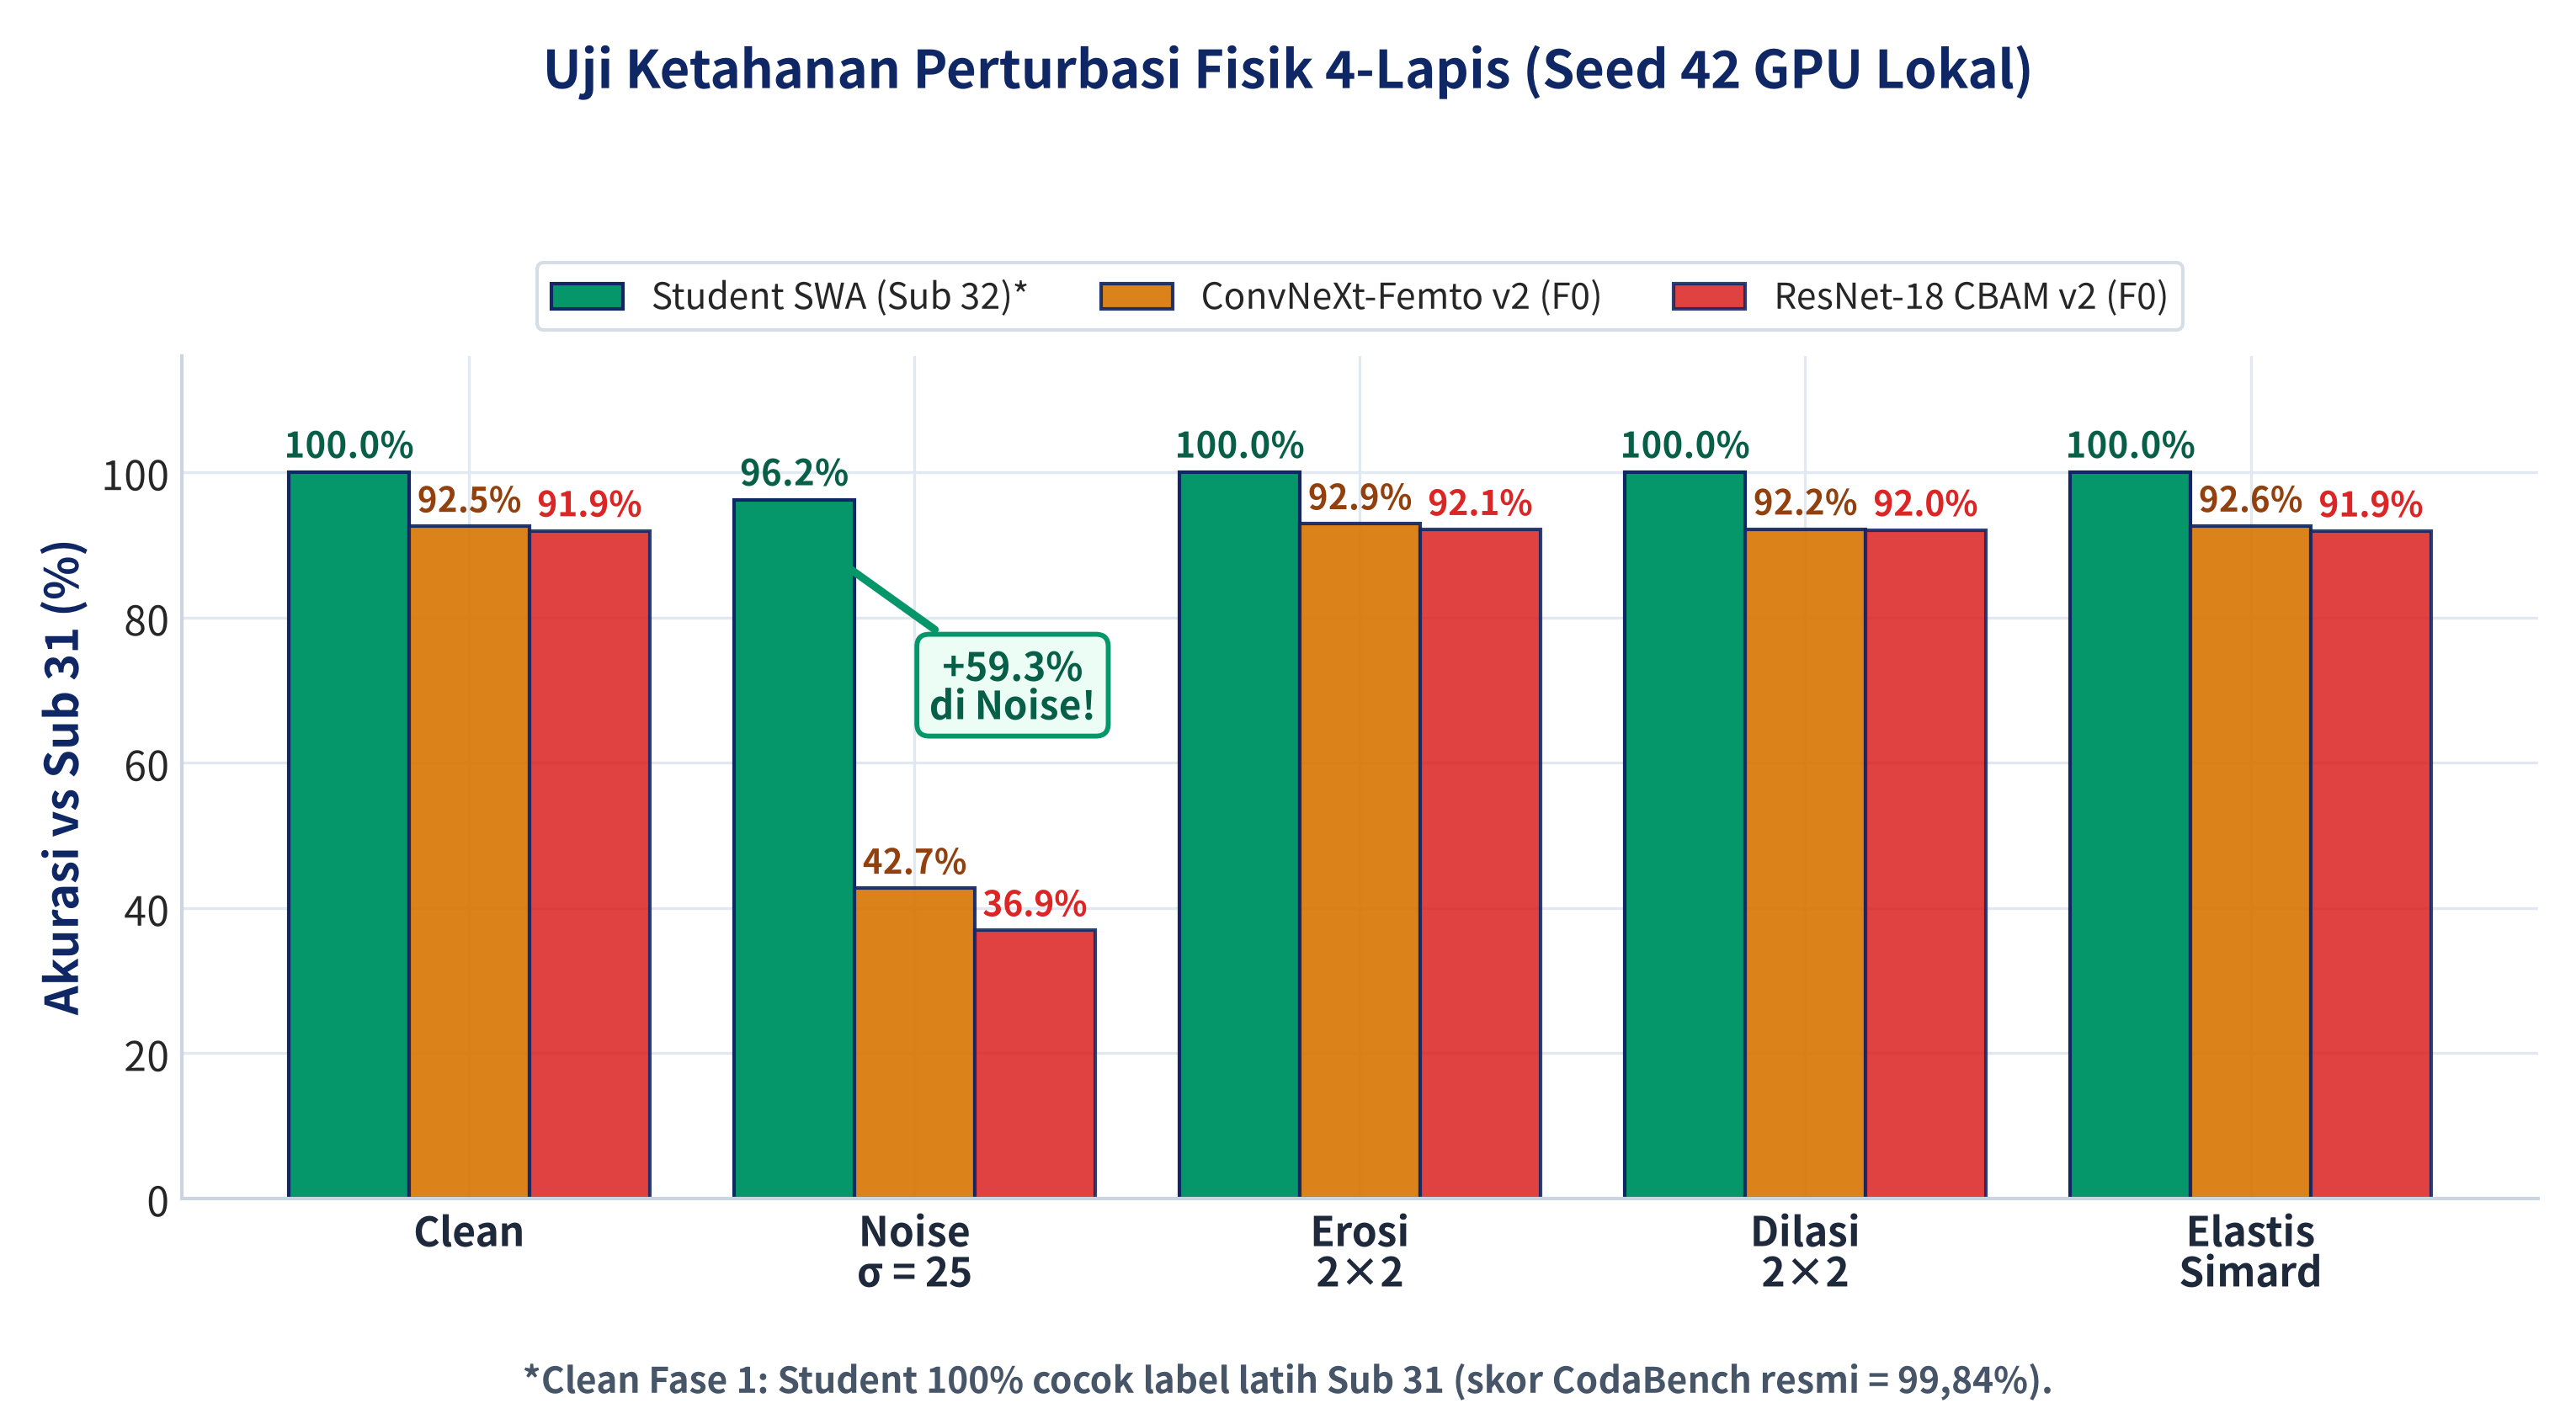 Uji Ketahanan Perturbasi Fisik 4-Lapis (Seed 42 GPU Lokal)
Student SWA (Sub 32)*
ConvNeXt-Femto v2 (F0)
ResNet-18 CBAM v2 (F0)
Akurasi vs Sub 31 (%)
100
80
60
40
20
0
100.0%
92.5%
91.9%
96.2%
42.7%
36.9%
+59.3%
di Noise!
100.0%
92.9%
92.1%
100.0%
92.2%
92.0%
100.0%
92.6%
91.9%
Clean
Noise
σ = 25
Erosi
2×2
Dilasi
2×2
Elastis
Simard
*Clean Fase 1: Student 100% cocok label latih Sub 31 (skor CodaBench resmi = 99,84%).